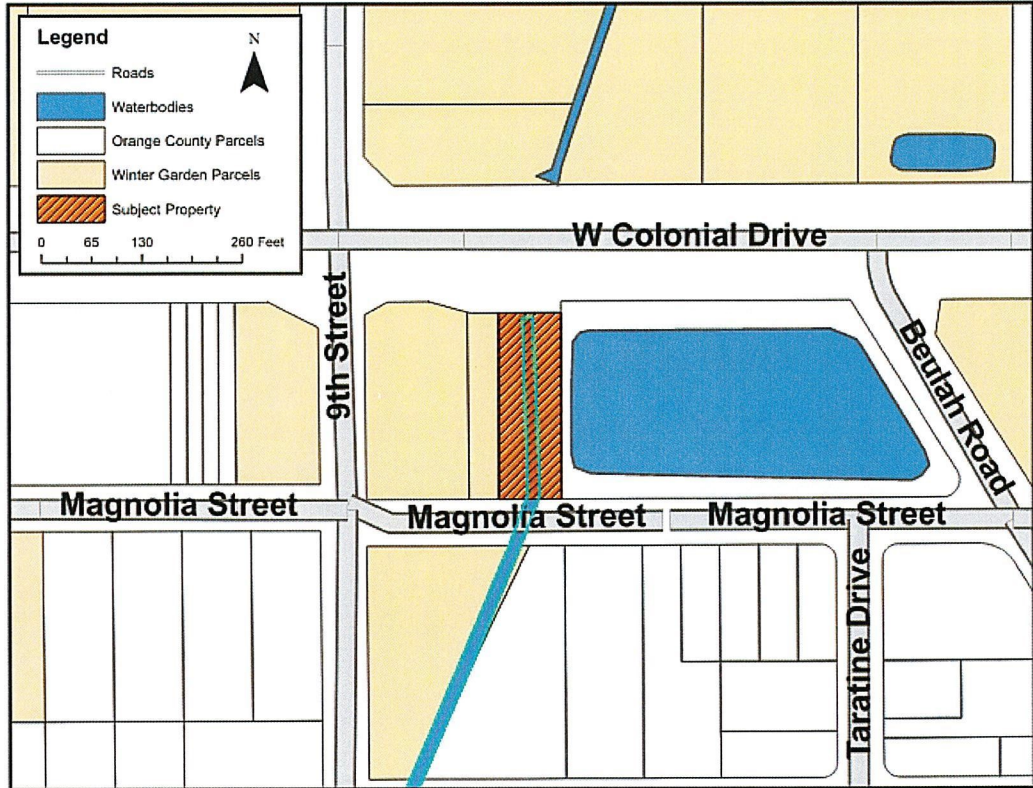 Legend
N
Roads
Waterbodies
Orange County Parcels
Winter Garden Parcels
Subject Property
0 65 130 260 Feet
W Colonial Drive
9th Street
Beulah Road
Magnolia Street
Magnolia Street
Magnolia Street
Taratine Drive